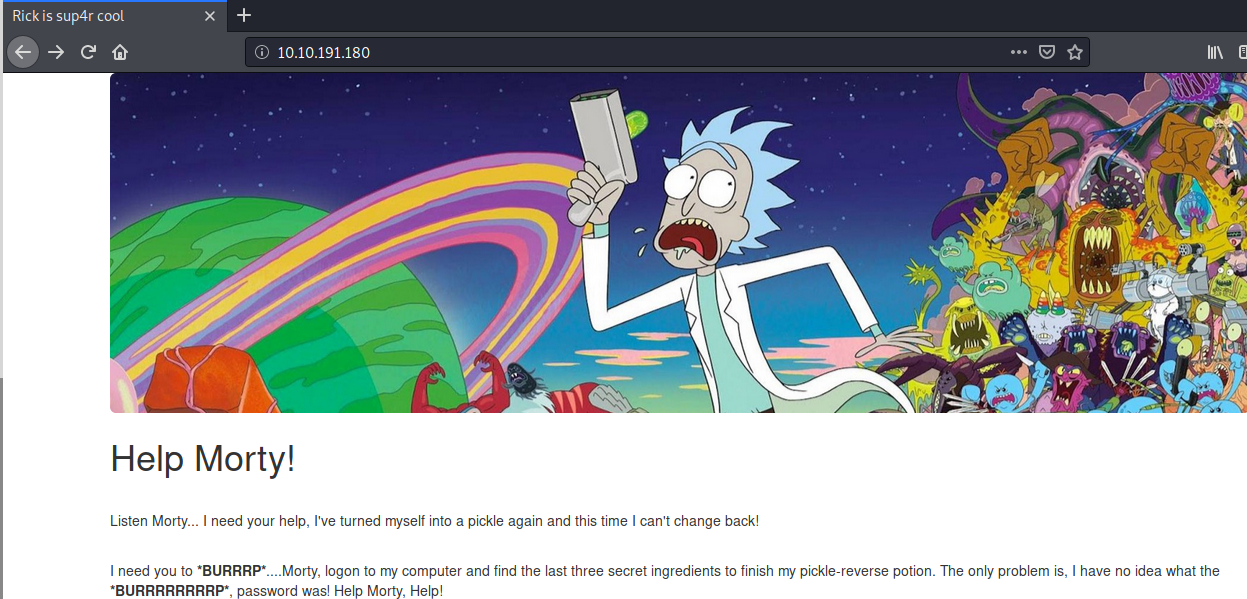 Rick is sup4r cool
10.10.191.180
Help Morty!
Listen Morty... I need your help, I've turned myself into a pickle again and this time I can't change back!
I need you to *BURRRP*....Morty, logon to my computer and find the last three secret ingredients to finish my pickle-reverse potion. The only problem is, I have no idea what the
*BURRRRRRRRP*, password was! Help Morty, Help!